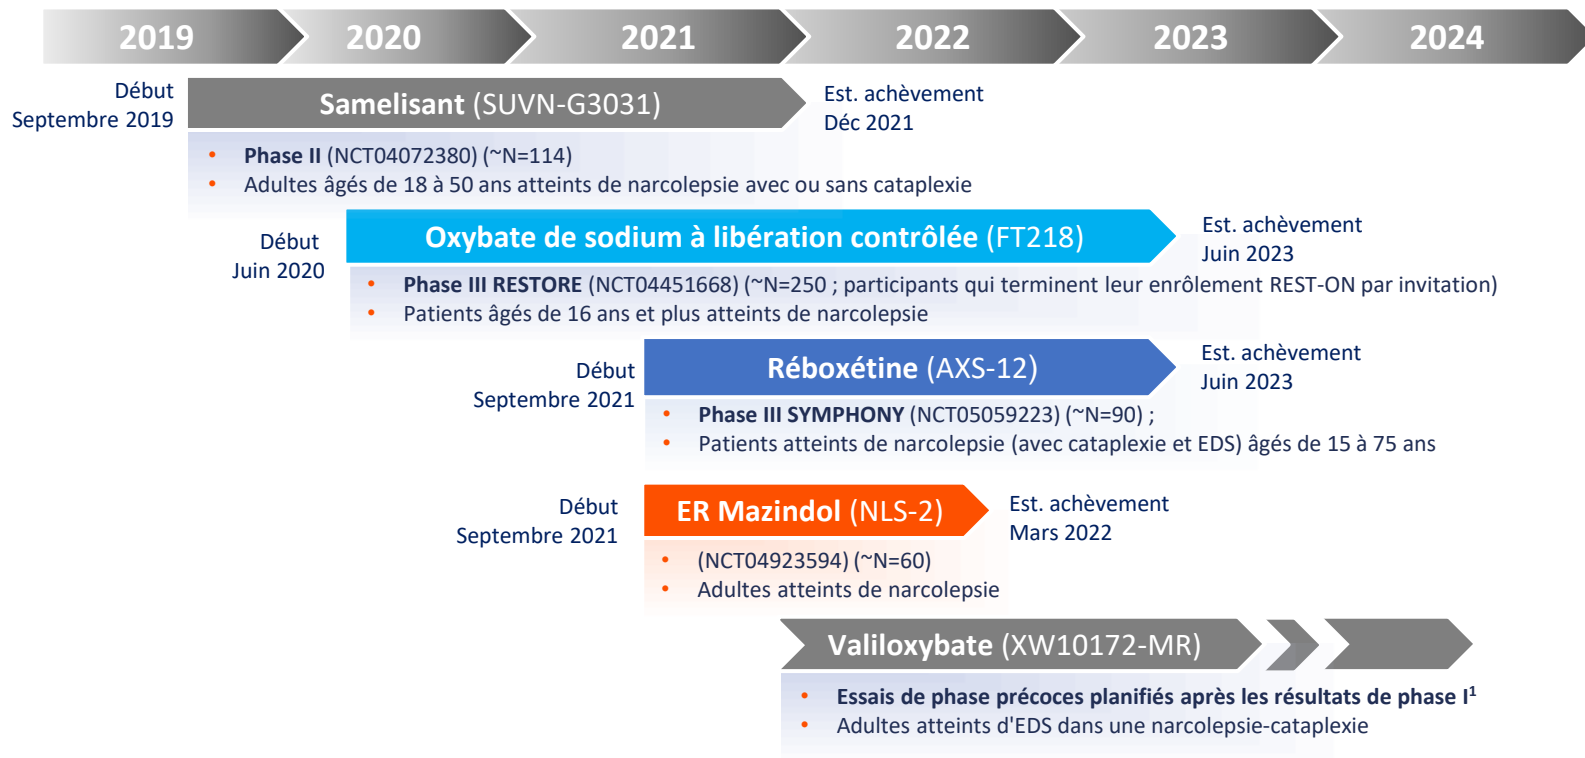 2019 2020 2021 2022 2023 2024
Début
Septembre 2019
Samelisant (SUVN-G3031)
Est. achèvement
Déc 2021
• Phase II (NCT04072380) (~N=114)
• Adultes âgés de 18 à 50 ans atteints de narcolepsie avec ou sans cataplexie
Début
Juin 2020
Oxybate de sodium à libération contrôlée (FT218)
Est. achèvement
Juin 2023
• Phase III RESTORE (NCT04451668) (~N=250 ; participants qui terminent leur enrôlement REST-ON par invitation)
• Patients âgés de 16 ans et plus atteints de narcolepsie
Début
Septembre 2021
Réboxétine (AXS-12)
Est. achèvement
Juin 2023
• Phase III SYMPHONY (NCT05059223) (~N=90) ;
• Patients atteints de narcolepsie (avec cataplexie et EDS) âgés de 15 à 75 ans
Début
Septembre 2021
ER Mazindol (NLS-2)
Est. achèvement
Mars 2022
• (NCT04923594) (~N=60)
• Adultes atteints de narcolepsie
Valiloxybate (XW10172-MR)
• Essais de phase précoces planifiés après les résultats de phase I¹
• Adultes atteints d'EDS dans une narcolepsie-cataplexie